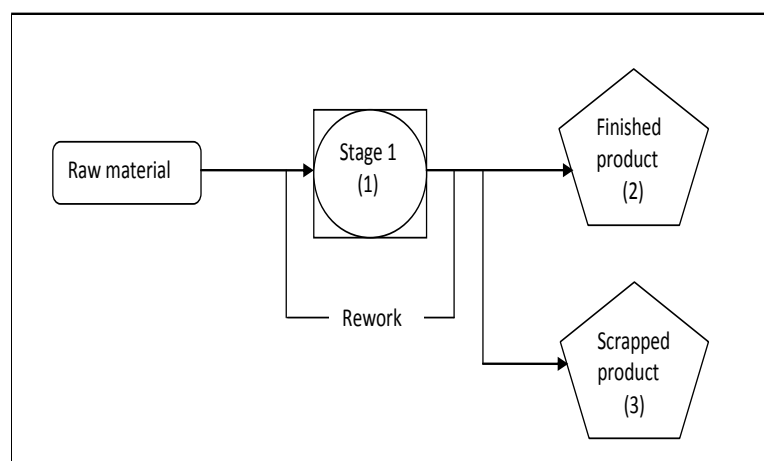 Raw material
Stage 1
(1)
Finished
product
(2)
Rework
Scrapped
product
(3)